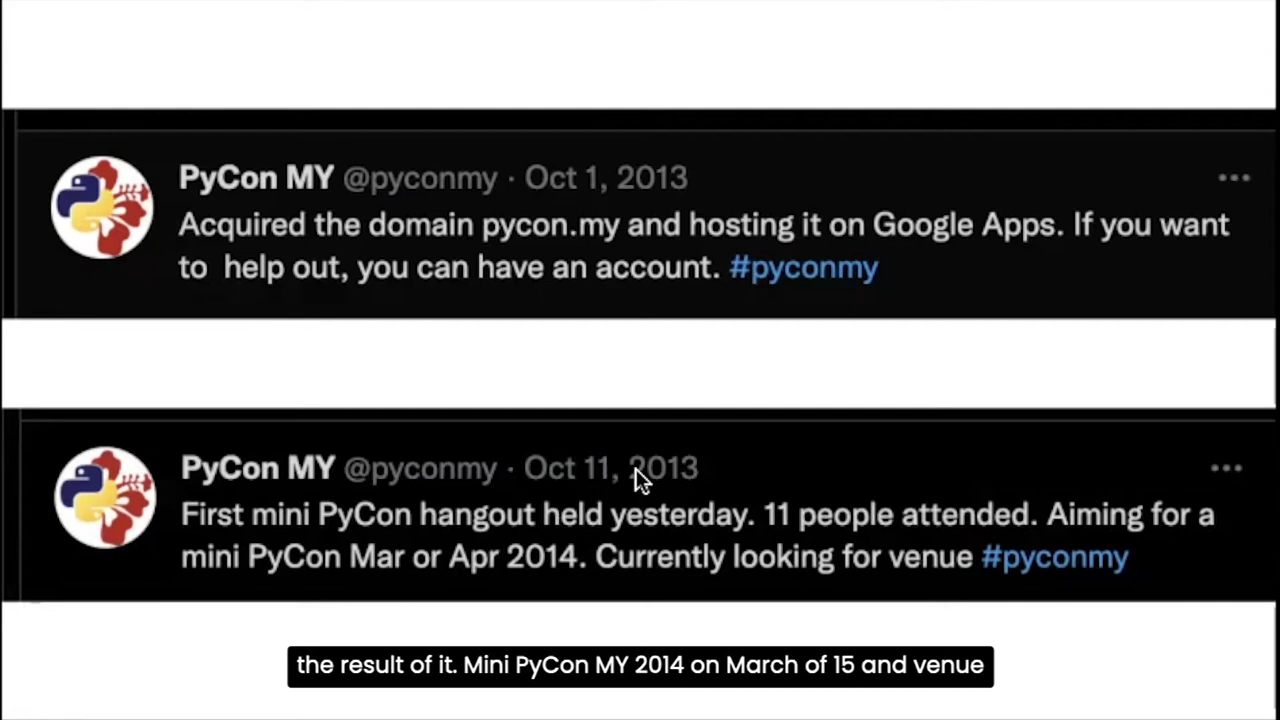 PyCon MY @pyconmy · Oct 1, 2013
Acquired the domain pycon.my and hosting it on Google Apps. If you want
to help out, you can have an account. #pyconmy
PyCon MY @pyconmy · Oct 11, 2013
First mini PyCon hangout held yesterday. 11 people attended. Aiming for a
mini PyCon Mar or Apr 2014. Currently looking for venue #pyconmy
the result of it. Mini PyCon MY 2014 on March of 15 and venue